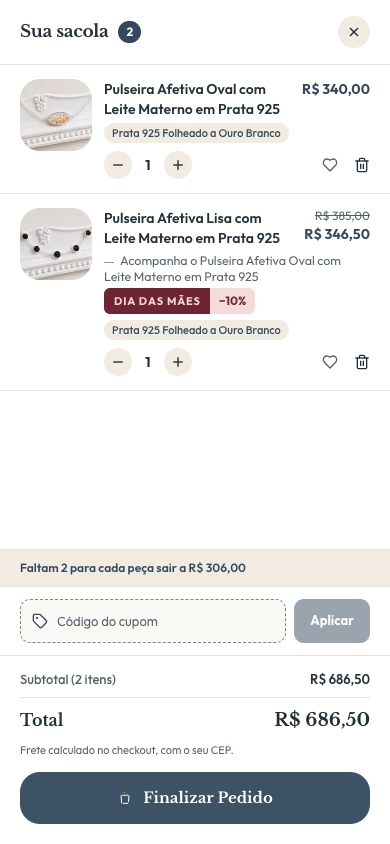 Sua sacola 2
Pulseira Afetiva Oval com
Leite Materno em Prata 925
R$ 340,00
Prata 925 Folheado a Ouro Branco
1
Pulseira Afetiva Lisa com
Leite Materno em Prata 925
R$ 385,00
R$ 346,50
— Acompanha o Pulseira Afetiva Oval com
Leite Materno em Prata 925
DIA DAS MÃES −10%
Prata 925 Folheado a Ouro Branco
1
Faltam 2 para cada peça sair a R$ 306,00
Código do cupom
Aplicar
Subtotal (2 itens) R$ 686,50
Total R$ 686,50
Frete calculado no checkout, com o seu CEP.
Finalizar Pedido